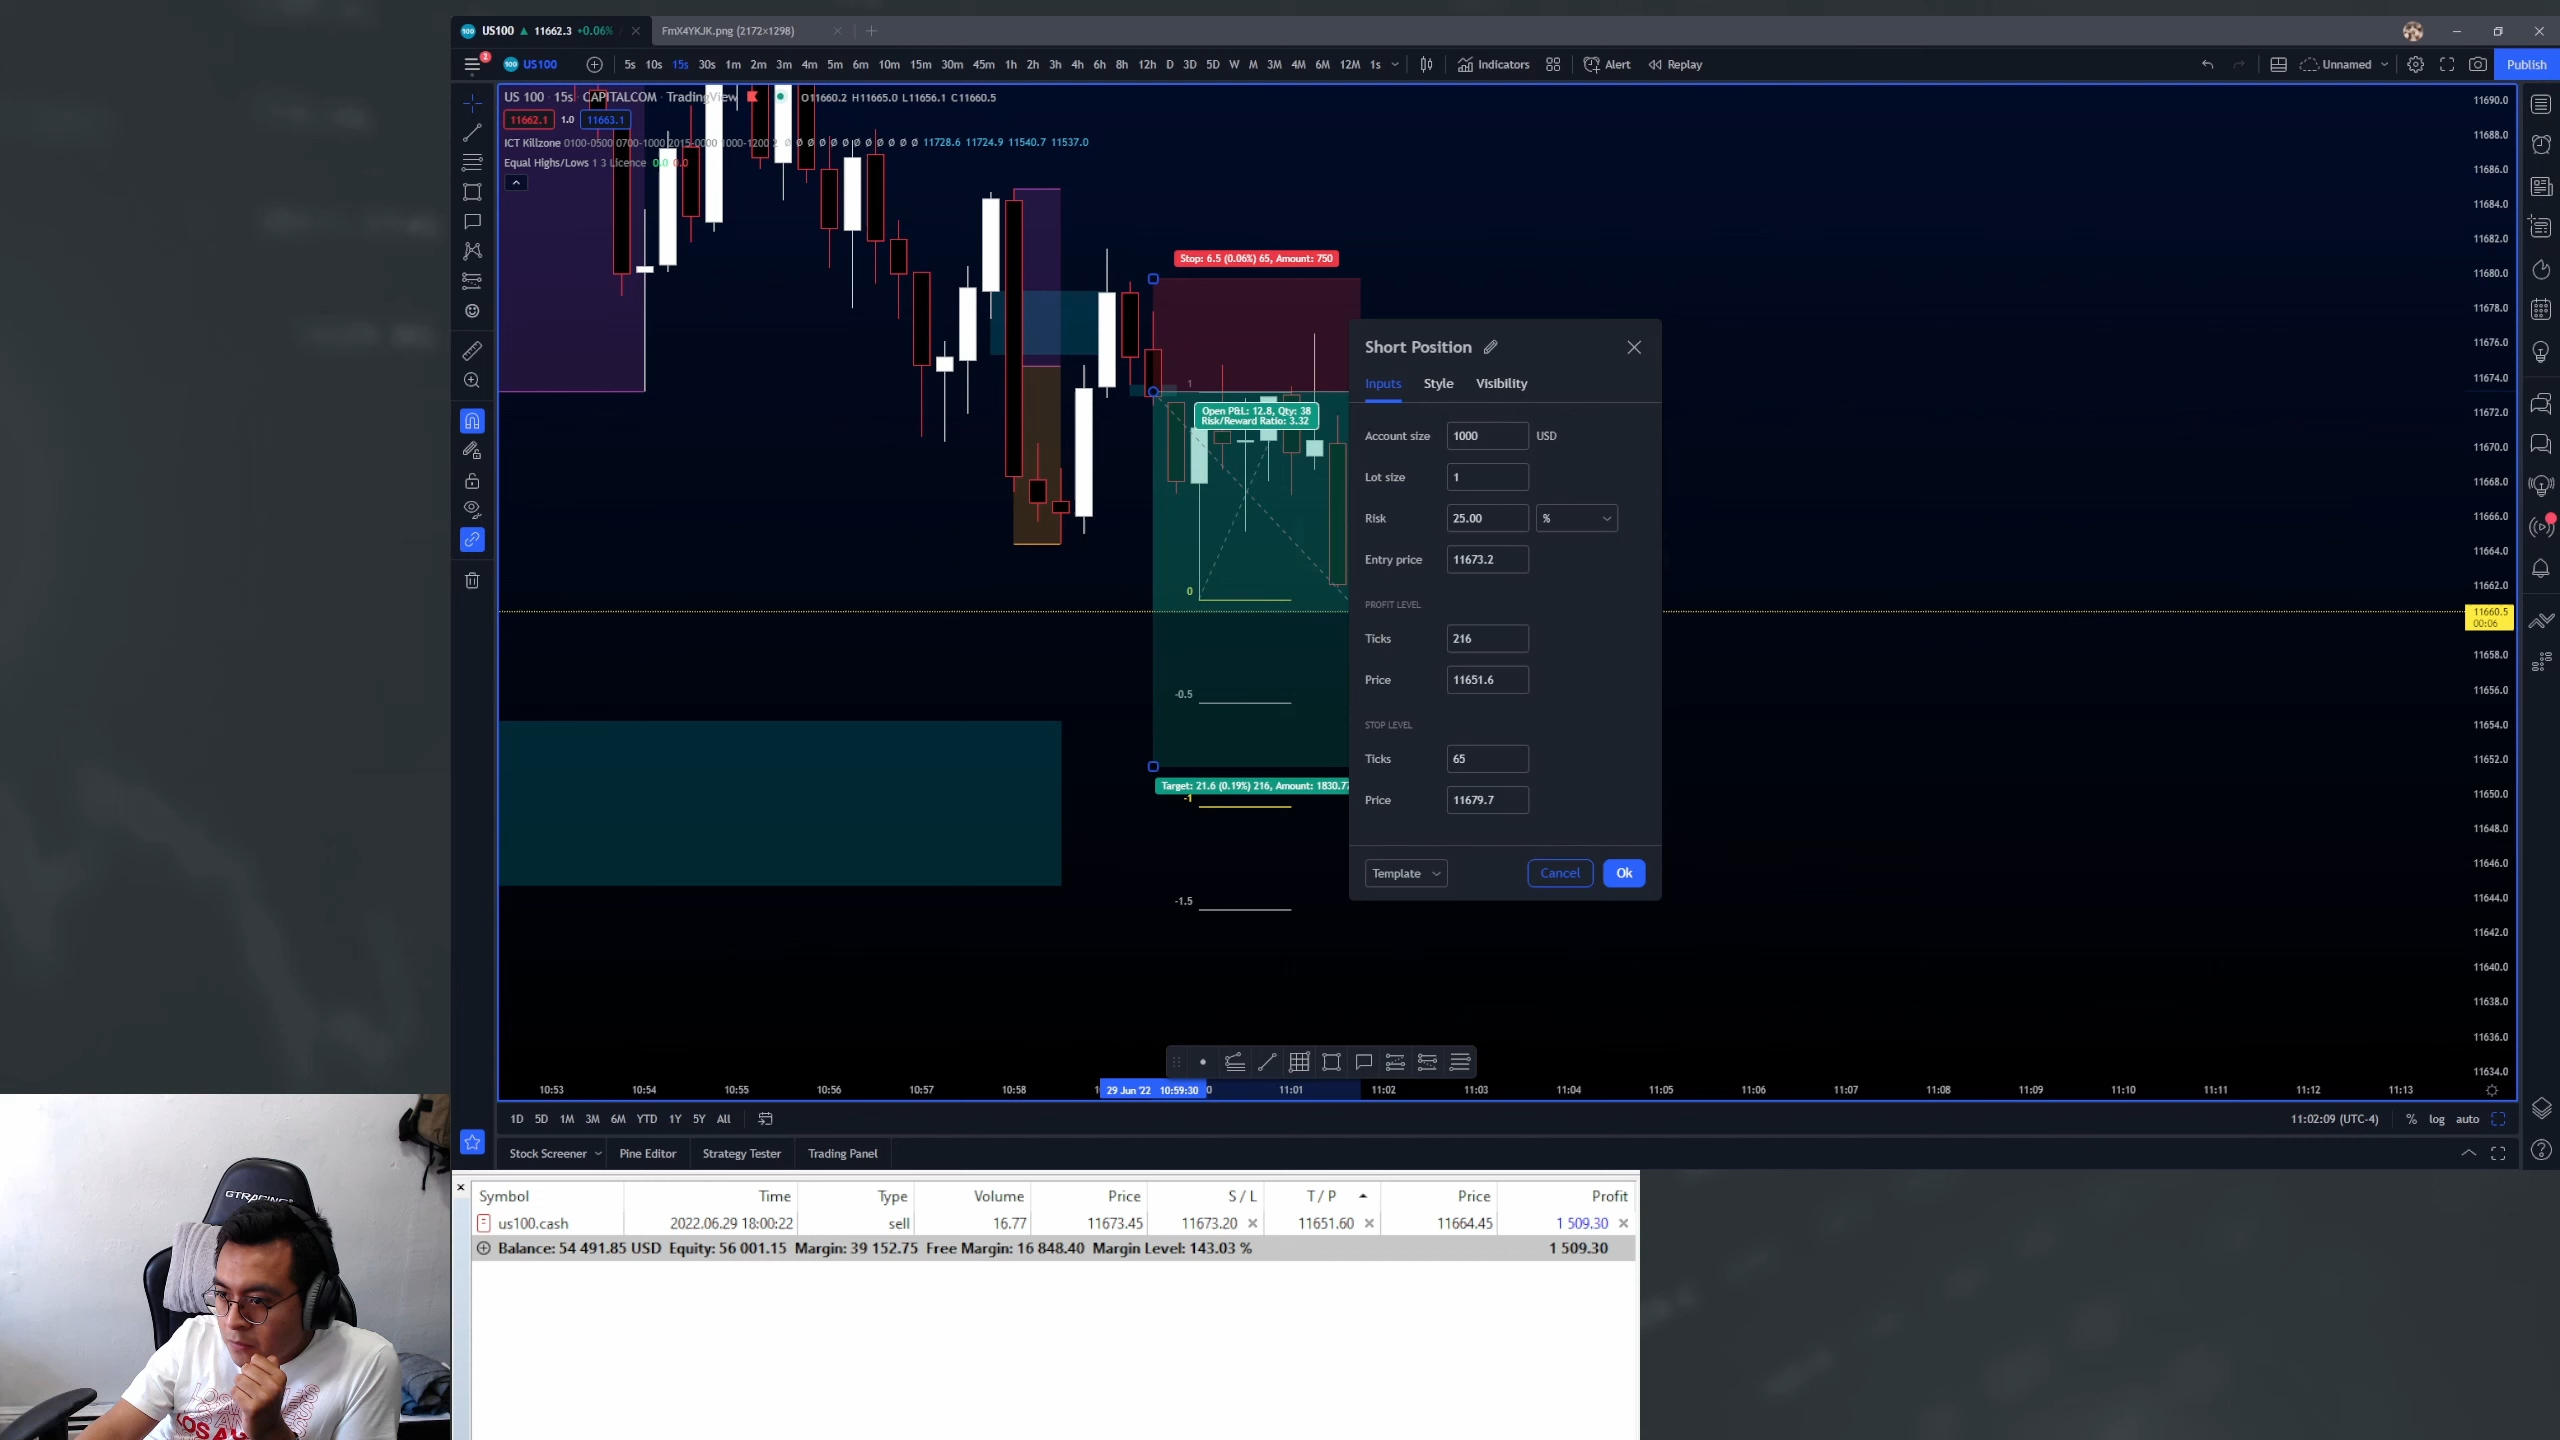 US100 11662.3 +0.06%
FmX4YKJK.png (2172×1298)
2
100 US100 5s 10s 15s 30s 1m 2m 3m 4m 5m 6m 10m 15m 30m 45m 1h 2h 3h 4h 6h 8h 12h D 3D 5D W M 3M 4M 6M 12M 1s Indicators Alert Replay Unnamed Publish
US 100 · 15s · CAPITALCOM · TradingView O11660.2 H11665.0 L11656.1 C11660.5
11662.1 1.0 11663.1
ICT Killzone 0100-0500 0700-1000 2015-0000 1000-1200 2 Ø Ø Ø Ø Ø Ø Ø Ø Ø Ø Ø Ø 11728.6 11724.9 11540.7 11537.0
Equal Highs/Lows 1 3 Licence 0.0 0.0
11690.0
11688.0
11686.0
11684.0
11682.0
11680.0
11678.0
11676.0
11674.0
11672.0
11670.0
11668.0
11666.0
11664.0
11662.0
11660.5
00:06
11658.0
11656.0
11654.0
11652.0
11650.0
11648.0
11646.0
11644.0
11642.0
11640.0
11638.0
11636.0
11634.0
Stop: 6.5 (0.06%) 65, Amount: 750
1
Open P&L: 12.8, Qty: 38
Risk/Reward Ratio: 3.32
0
-0.5
Target: 21.6 (0.19%) 216, Amount: 1830.77
-1
-1.5
Short Position
Inputs Style Visibility
Account size 1000 USD
Lot size 1
Risk 25.00 %
Entry price 11673.2
PROFIT LEVEL
Ticks 216
Price 11651.6
STOP LEVEL
Ticks 65
Price 11679.7
Template Cancel Ok
10:53 10:54 10:55 10:56 10:57 10:58 29 Jun '22 10:59:30 11:01 11:02 11:03 11:04 11:05 11:06 11:07 11:08 11:09 11:10 11:11 11:12 11:13
1D 5D 1M 3M 6M YTD 1Y 5Y All 11:02:09 (UTC-4) % log auto
Stock Screener Pine Editor Strategy Tester Trading Panel
Symbol Time Type Volume Price S / L T / P Price Profit
us100.cash 2022.06.29 18:00:22 sell 16.77 11673.45 11673.20 11651.60 11664.45 1 509.30
Balance: 54 491.85 USD Equity: 56 001.15 Margin: 39 152.75 Free Margin: 16 848.40 Margin Level: 143.03 % 1 509.30
GTRACING